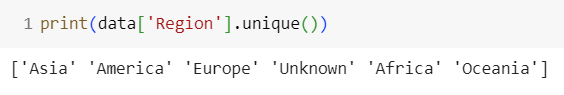 1 print(data['Region'].unique())
['Asia' 'America' 'Europe' 'Unknown' 'Africa' 'Oceania']